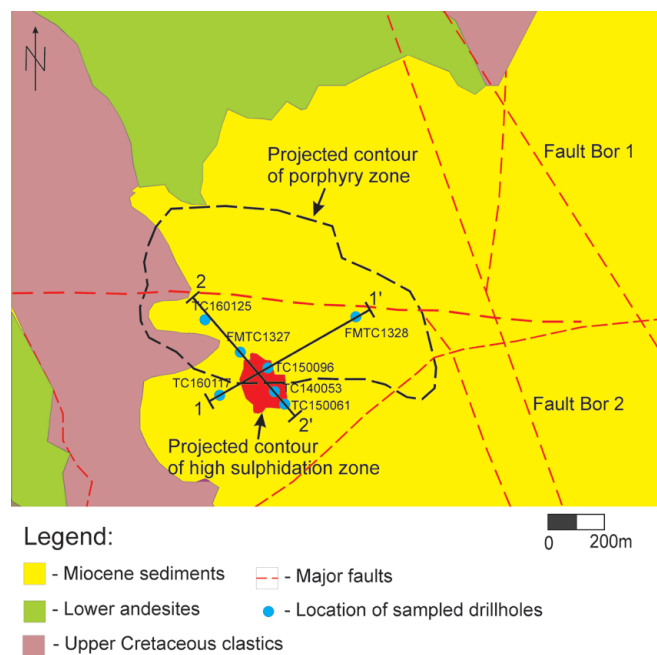 N
Fault Bor 1
Projected contour
of porphyry zone
2
1'
TC160125
FMTC1327
FMTC1328
TC150096
TC160117
TC140053
TC150061
1
2'
Fault Bor 2
Projected contour
of high sulphidation zone
Legend:
0 200m
- Miocene sediments
- Major faults
- Lower andesites
- Location of sampled drillholes
- Upper Cretaceous clastics